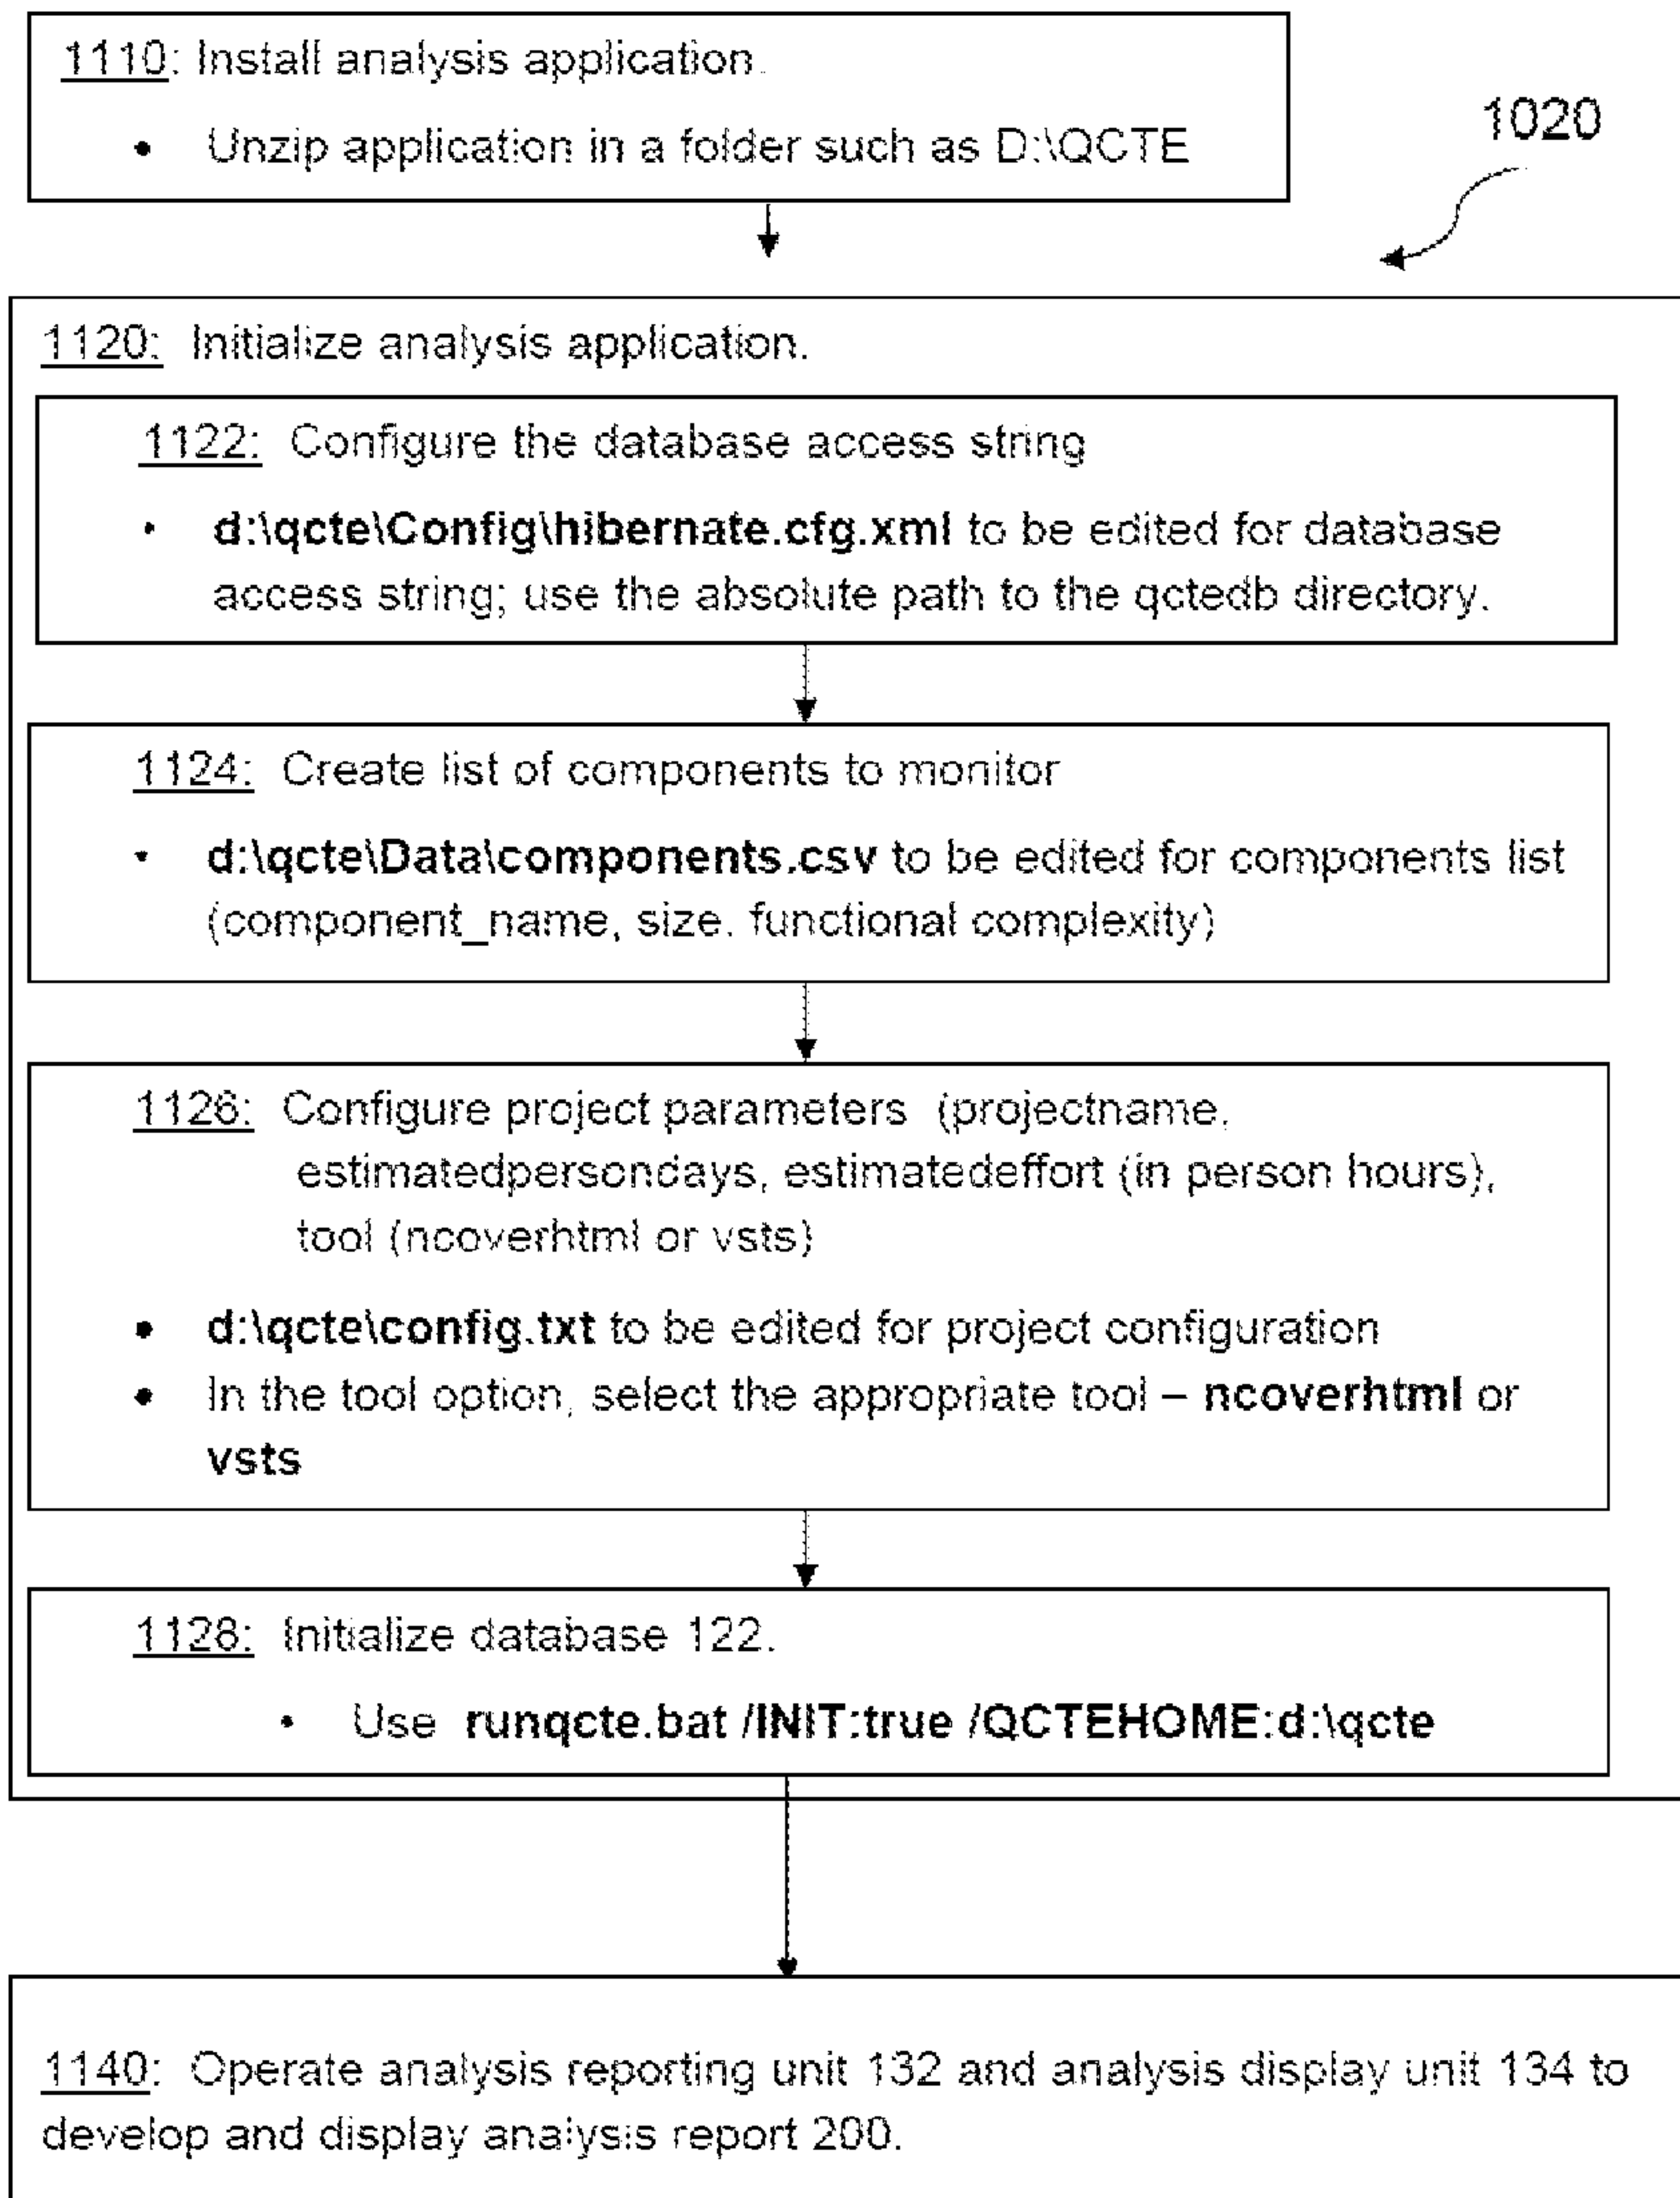 1110: Install analysis application.
• Unzip application in a folder such as D:\QCTE
1020
1120: Initialize analysis application.
1122: Configure the database access string
• d:\qcte\Config\hibernate.cfg.xml to be edited for database
access string; use the absolute path to the qctedb directory.
1124: Create list of components to monitor
• d:\qcte\Data\components.csv to be edited for components list
(component_name, size. functional complexity)
1126: Configure project parameters (projectname,
estimatedpersondays, estimatedeffort (in person hours),
tool (ncoverhtml or vsts)
• d:\qcte\config.txt to be edited for project configuration
• In the tool option, select the appropriate tool – ncoverhtml or
vsts
1128: Initialize database 122.
• Use runqcte.bat /INIT:true /QCTEHOME:d:\qcte
1140: Operate analysis reporting unit 132 and analysis display unit 134 to
develop and display analysis report 200.